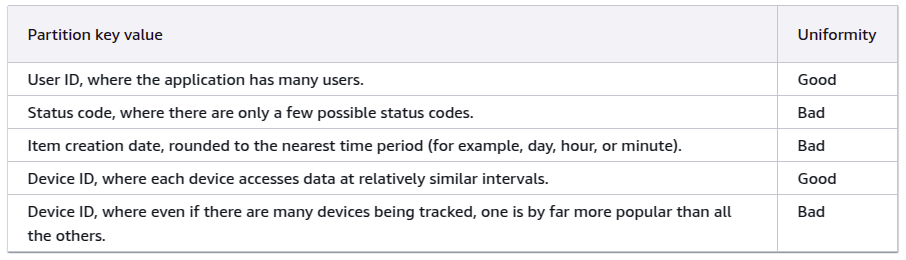 Partition key value Uniformity
User ID, where the application has many users. Good
Status code, where there are only a few possible status codes. Bad
Item creation date, rounded to the nearest time period (for example, day, hour, or minute). Bad
Device ID, where each device accesses data at relatively similar intervals. Good
Device ID, where even if there are many devices being tracked, one is by far more popular than all Bad
the others.